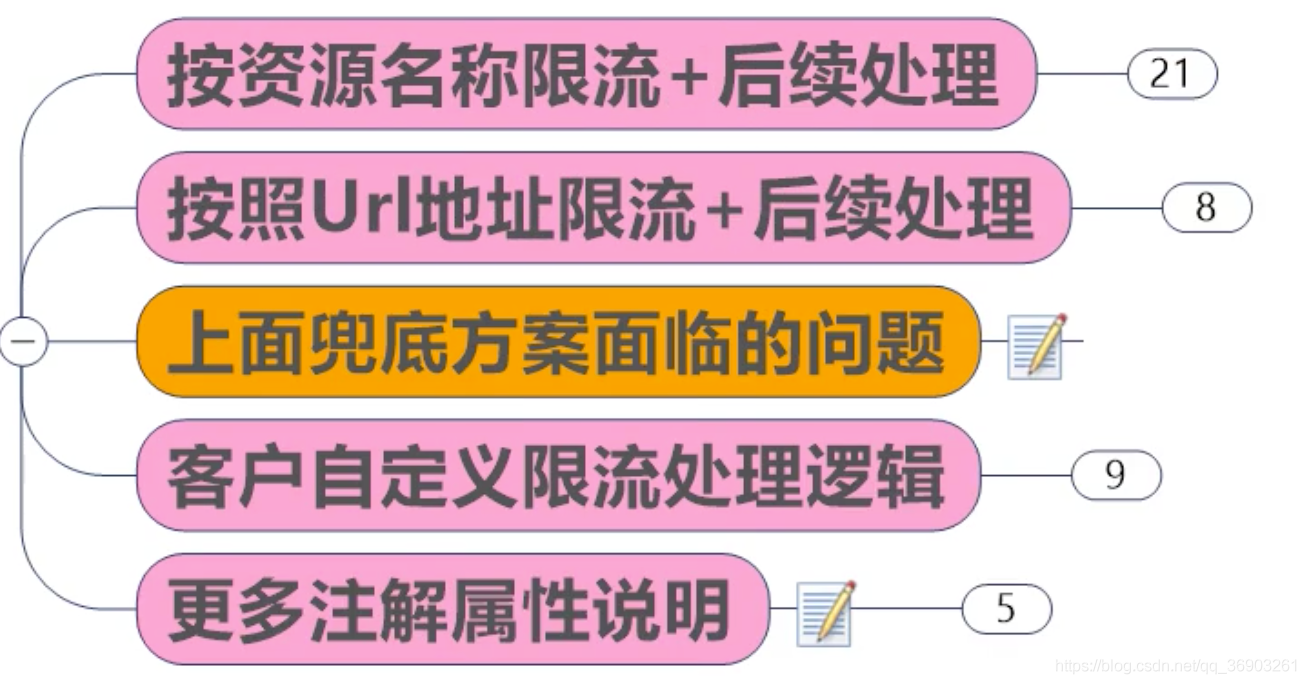 按资源名称限流+后续处理
21
按照Url地址限流+后续处理
8
上面兜底方案面临的问题
客户自定义限流处理逻辑
9
更多注解属性说明
5
https://blog.csdn.net/qq_36903261